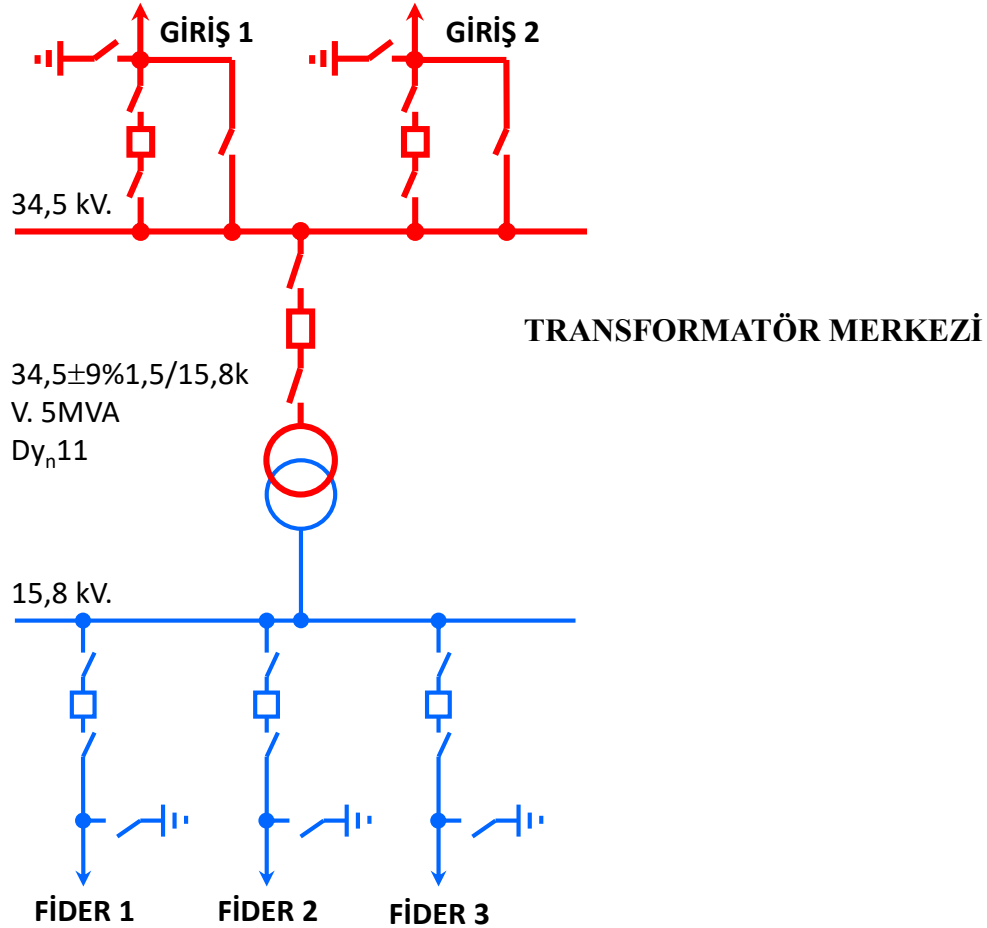 GİRİŞ 1
GİRİŞ 2
34,5 kV.
TRANSFORMATÖR MERKEZİ
34,5±9%1,5/15,8k
V. 5MVA
Dyn11
15,8 kV.
FİDER 1
FİDER 2
FİDER 3